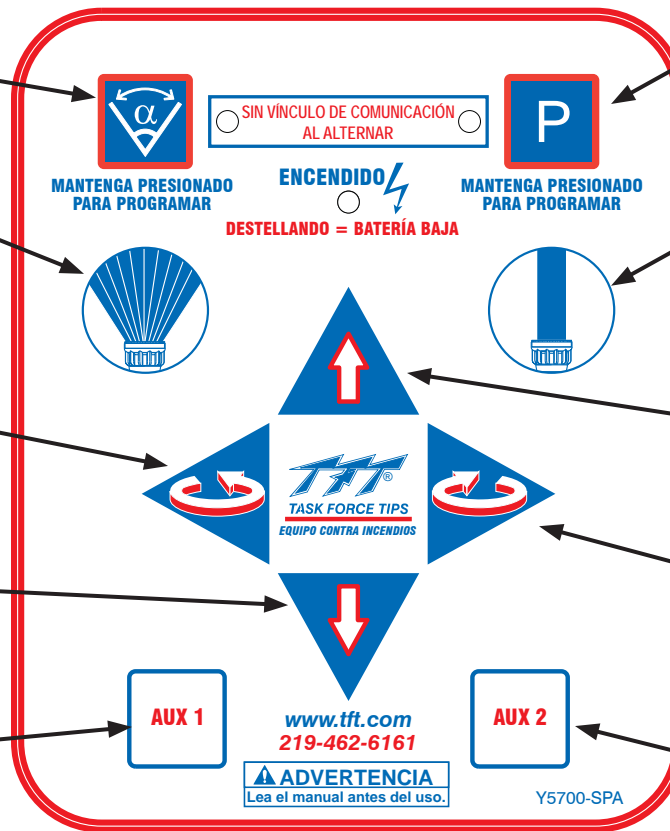 α
P
SIN VÍNCULO DE COMUNICACIÓN
AL ALTERNAR
MANTENGA PRESIONADO
PARA PROGRAMAR
ENCENDIDO
MANTENGA PRESIONADO
PARA PROGRAMAR
DESTELLANDO = BATERÍA BAJA
TFT®
TASK FORCE TIPS
EQUIPO CONTRA INCENDIOS
AUX 1
AUX 2
www.tft.com
219-462-6161
ADVERTENCIA
Lea el manual antes del uso.
Y5700-SPA